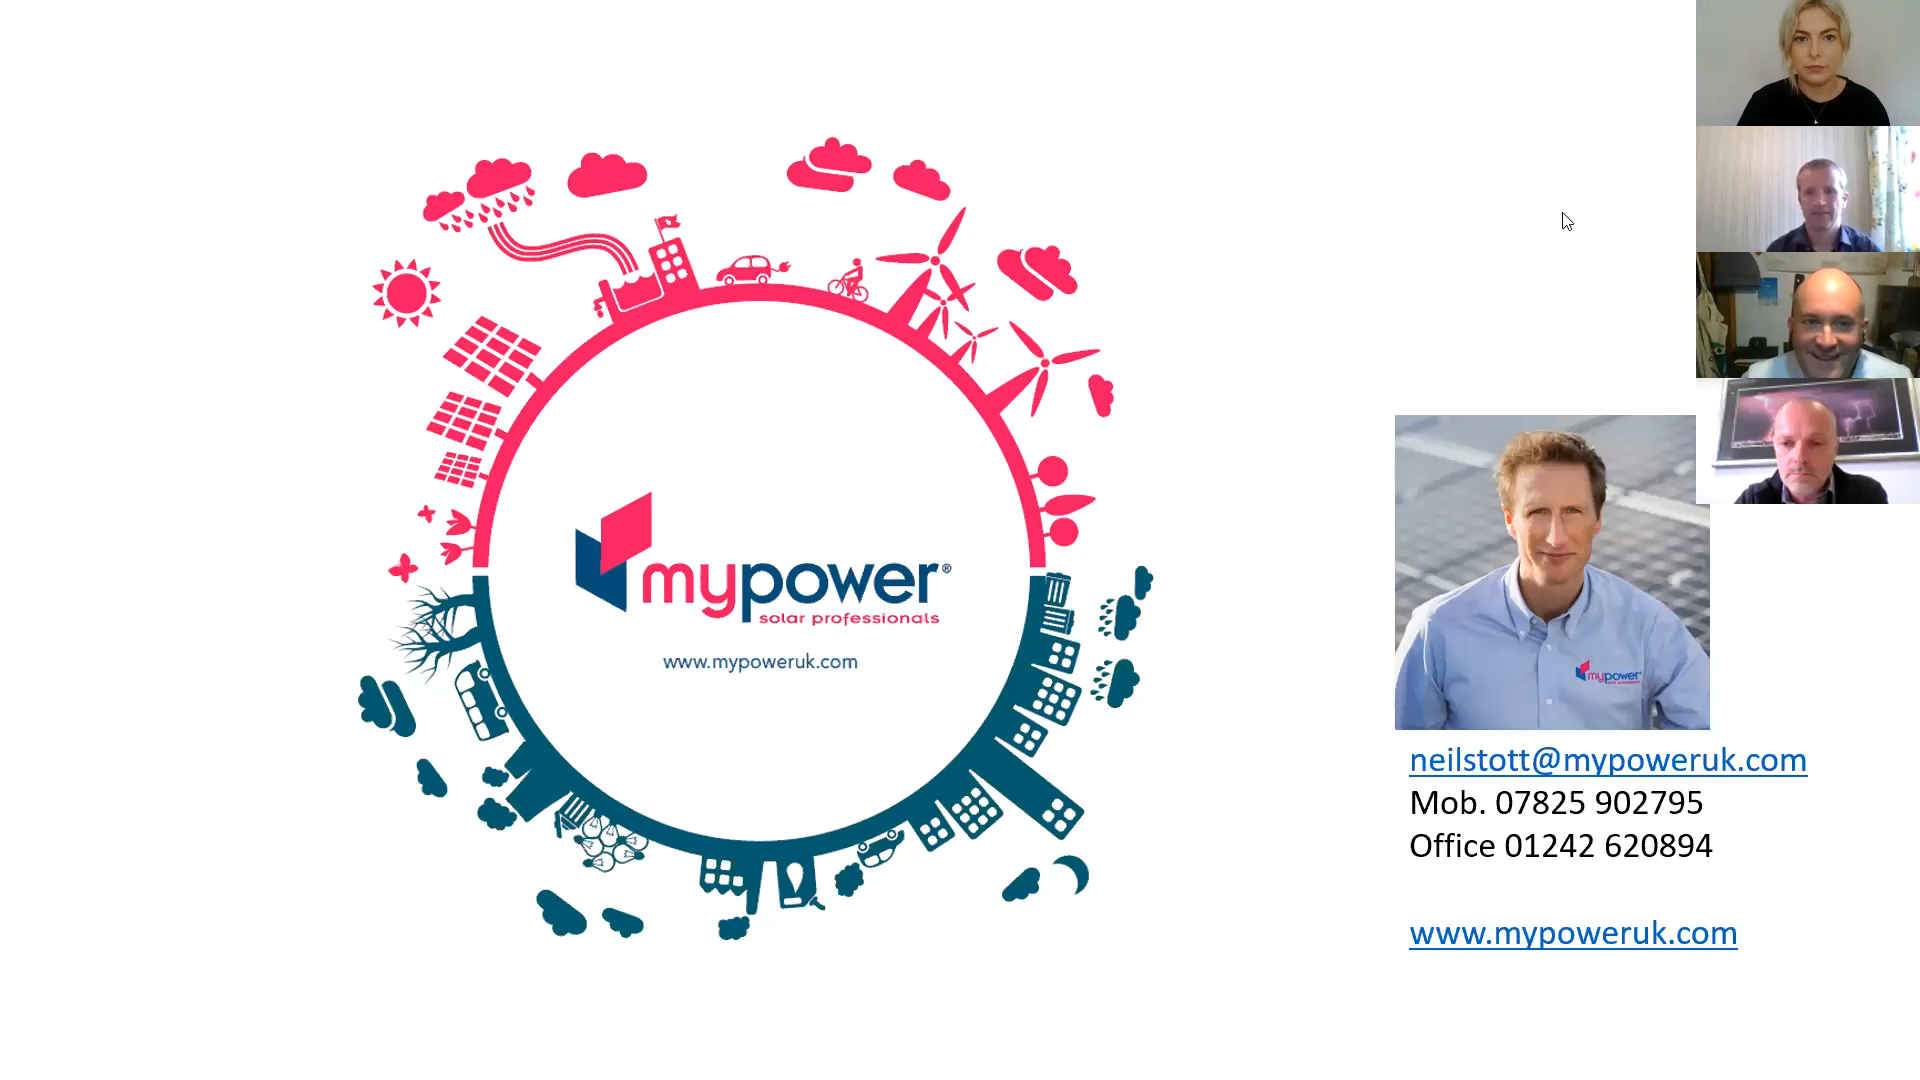 mypower®
solar professionals
www.mypoweruk.com
mypower
neilstott@mypoweruk.com
Mob. 07825 902795
Office 01242 620894
www.mypoweruk.com